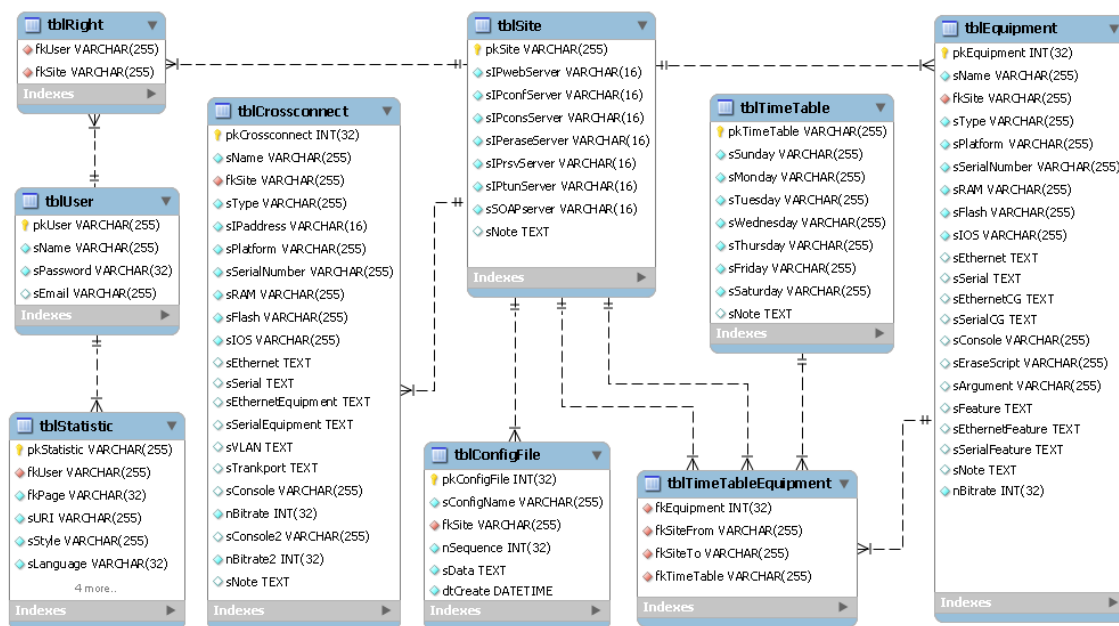 tblRight
fkUser VARCHAR(255)
fkSite VARCHAR(255)
Indexes
tblUser
pkUser VARCHAR(255)
sName VARCHAR(255)
sPassword VARCHAR(32)
sEmail VARCHAR(255)
Indexes
tblStatistic
pkStatistic VARCHAR(255)
fkUser VARCHAR(255)
fkPage VARCHAR(32)
sURI VARCHAR(255)
sStyle VARCHAR(255)
sLanguage VARCHAR(32)
4 more..
Indexes
tblCrossconnect
pkCrossconnect INT(32)
sName VARCHAR(255)
fkSite VARCHAR(255)
sType VARCHAR(255)
sIPaddress VARCHAR(16)
sPlatform VARCHAR(255)
sSerialNumber VARCHAR(255)
sRAM VARCHAR(255)
sFlash VARCHAR(255)
sIOS VARCHAR(255)
sEthernet TEXT
sSerial TEXT
sEthernetEquipment TEXT
sSerialEquipment TEXT
sVLAN TEXT
sTrankport TEXT
sConsole VARCHAR(255)
nBitrate INT(32)
sConsole2 VARCHAR(255)
nBitrate2 INT(32)
sNote TEXT
Indexes
tblSite
pkSite VARCHAR(255)
sIPwebServer VARCHAR(16)
sIPconfServer VARCHAR(16)
sIPconsServer VARCHAR(16)
sIPeraseServer VARCHAR(16)
sIPrsvServer VARCHAR(16)
sIPtunServer VARCHAR(16)
sSOAPserver VARCHAR(16)
sNote TEXT
Indexes
tblConfigFile
pkConfigFile INT(32)
sConfigName VARCHAR(255)
fkSite VARCHAR(255)
nSequence INT(32)
sData TEXT
dtCreate DATETIME
Indexes
tblTimeTable
pkTimeTable VARCHAR(255)
sSunday VARCHAR(255)
sMonday VARCHAR(255)
sTuesday VARCHAR(255)
sWednesday VARCHAR(255)
sThursday VARCHAR(255)
sFriday VARCHAR(255)
sSaturday VARCHAR(255)
sNote TEXT
Indexes
tblTimeTableEquipment
fkEquipment INT(32)
fkSiteFrom VARCHAR(255)
fkSiteTo VARCHAR(255)
fkTimeTable VARCHAR(255)
Indexes
tblEquipment
pkEquipment INT(32)
sName VARCHAR(255)
fkSite VARCHAR(255)
sType VARCHAR(255)
sPlatform VARCHAR(255)
sSerialNumber VARCHAR(255)
sRAM VARCHAR(255)
sFlash VARCHAR(255)
sIOS VARCHAR(255)
sEthernet TEXT
sSerial TEXT
sEthernetCG TEXT
sSerialCG TEXT
sConsole VARCHAR(255)
sEraseScript VARCHAR(255)
sArgument VARCHAR(255)
sFeature TEXT
sEthernetFeature TEXT
sSerialFeature TEXT
sNote TEXT
nBitrate INT(32)
Indexes